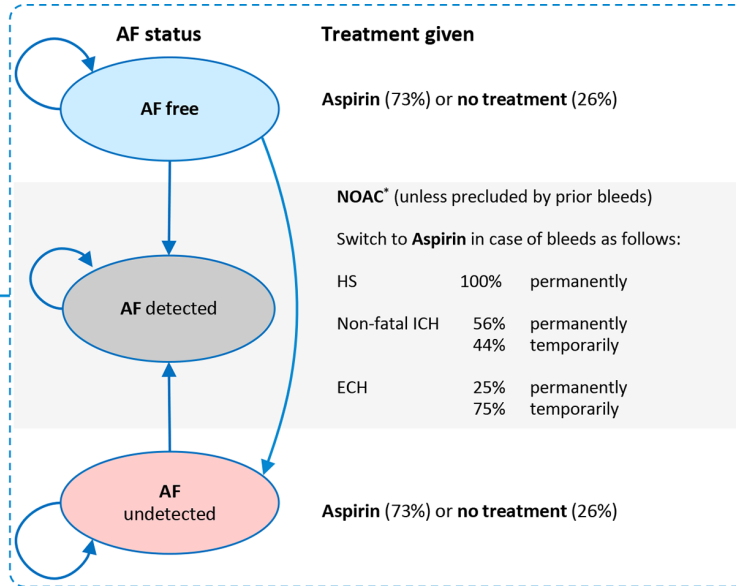 AF status Treatment given
AF free
Aspirin (73%) or no treatment (26%)
NOAC* (unless precluded by prior bleeds)
Switch to Aspirin in case of bleeds as follows:
HS 100% permanently
AF detected
Non-fatal ICH 56% permanently
44% temporarily
ECH 25% permanently
75% temporarily
AF
undetected
Aspirin (73%) or no treatment (26%)